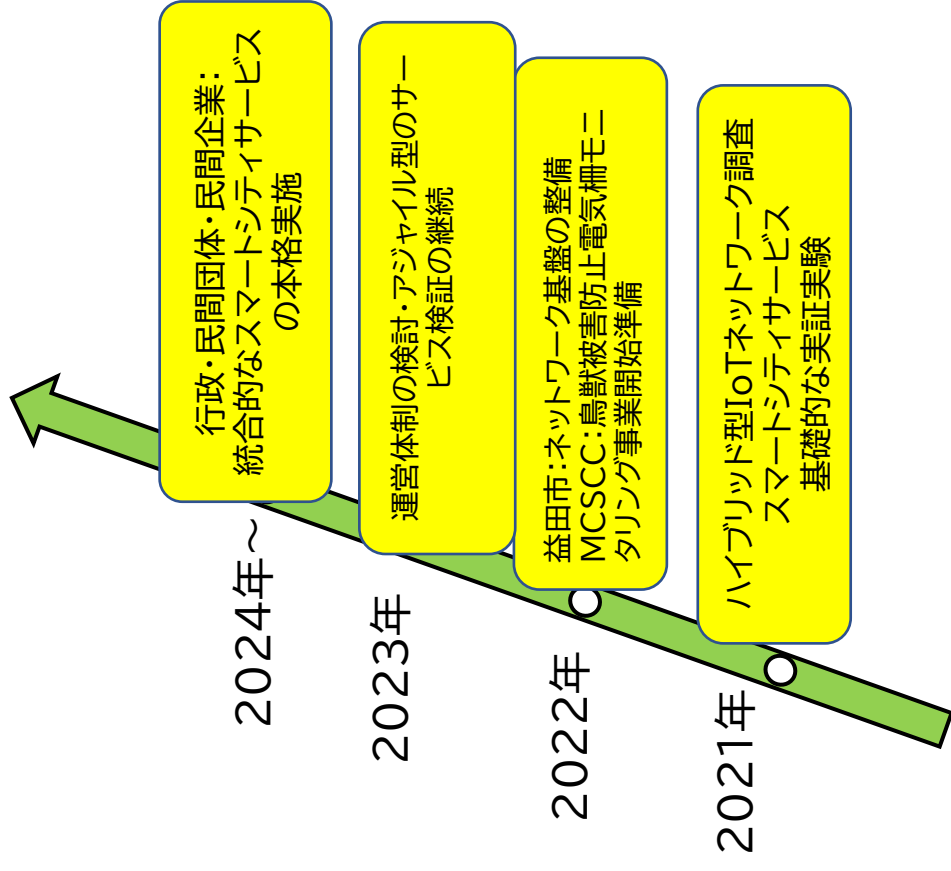 行政・民間団体・民間企業：
統合的なスマートシティサービス
の本格実施
2024年～
運営体制の検討・アジャイル型のサー
ビス検証の継続
2023年
益田市：ネットワーク基盤の整備
MCSCC：鳥獣被害防止電気柵モニ
タリング事業開始準備
2022年
ハイブリッド型IoTネットワーク調査
スマートシティサービス
基礎的な実証実験
2021年